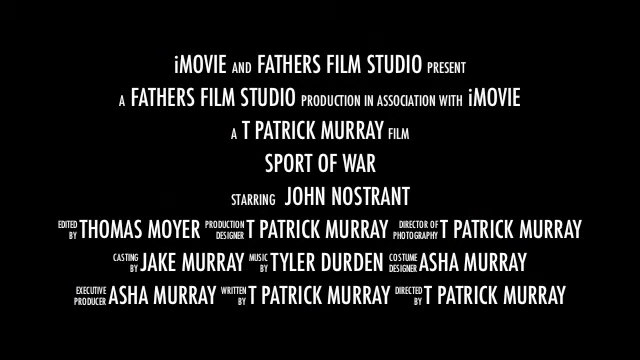 iMOVIE AND FATHERS FILM STUDIO PRESENT
A FATHERS FILM STUDIO PRODUCTION IN ASSOCIATION WITH iMOVIE
A T PATRICK MURRAY FILM
SPORT OF WAR
STARRING JOHN NOSTRANT
EDITED BY THOMAS MOYER PRODUCTION DESIGNER T PATRICK MURRAY DIRECTOR OF PHOTOGRAPHY T PATRICK MURRAY
CASTING BY JAKE MURRAY MUSIC BY TYLER DURDEN COSTUME DESIGNER ASHA MURRAY
EXECUTIVE PRODUCER ASHA MURRAY WRITTEN BY T PATRICK MURRAY DIRECTED BY T PATRICK MURRAY